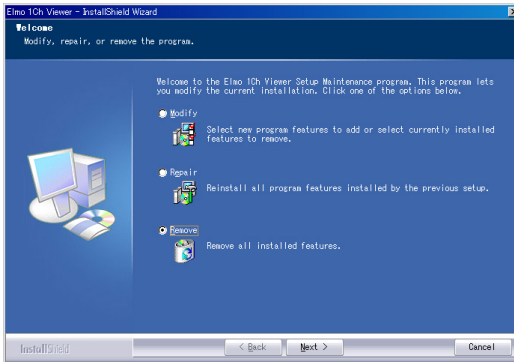 Elmo 1Ch Viewer - InstallShield Wizard
Welcome
Modify, repair, or remove the program.
Welcome to the Elmo 1Ch Viewer Setup Maintenance program. This program lets
you modify the current installation. Click one of the options below.
Modify
Select new program features to add or select currently installed
features to remove.
Repair
Reinstall all program features installed by the previous setup.
Remove
Remove all installed features.
InstallShield
< Back
Next >
Cancel